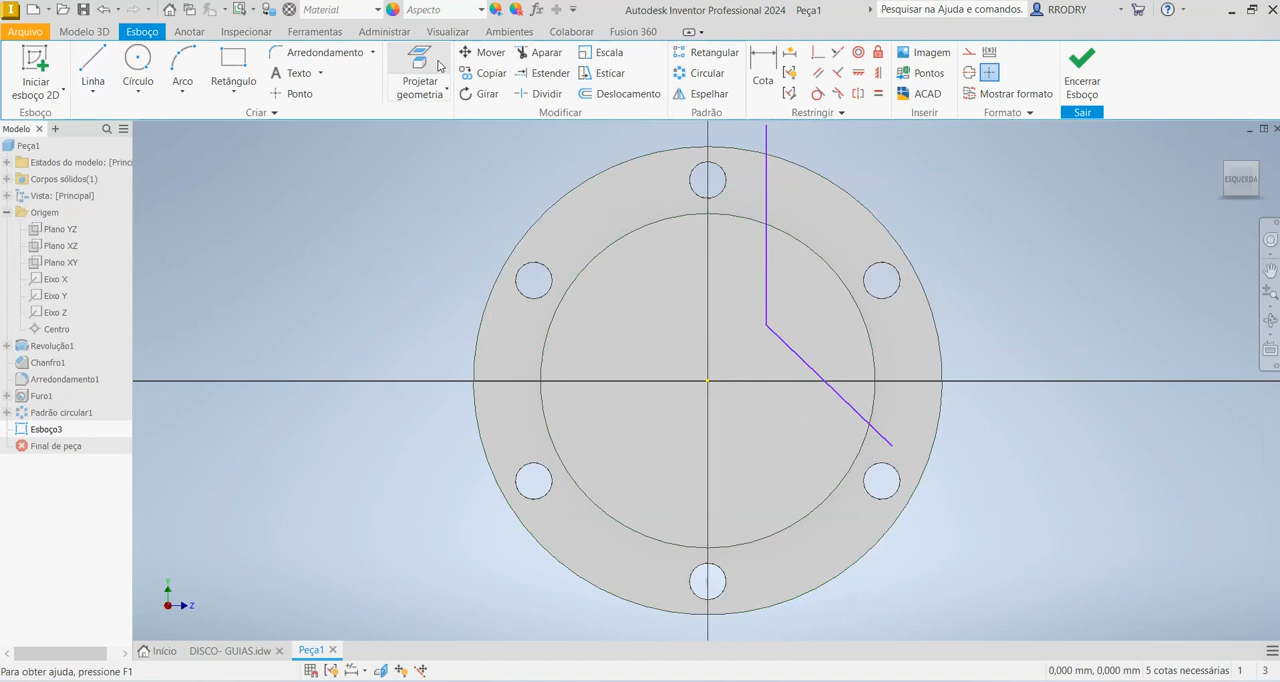 Material
Aspecto
Autodesk Inventor Professional 2024
Peça1
Pesquisar na Ajuda e comandos.
RRODRY
Arquivo
Modelo 3D
Esboço
Anotar
Inspecionar
Ferramentas
Administrar
Visualizar
Ambientes
Colaborar
Fusion 360
Iniciar
esboço 2D
Linha
Círculo
Arco
Retângulo
Arredondamento
Texto
Ponto
Projetar
geometria
Mover
Copiar
Girar
Aparar
Estender
Dividir
Escala
Esticar
Deslocamento
Retangular
Circular
Espelhar
Cota
Imagem
Pontos
ACAD
Mostrar formato
Encerrar
Esboço
Esboço
Criar
Modificar
Padrão
Restringir
Inserir
Formato
Sair
Modelo
Peça1
Estados do modelo: [Princi
Corpos sólidos(1)
Vista: [Principal]
Origem
Plano YZ
Plano XZ
Plano XY
Eixo X
Eixo Y
Eixo Z
Centro
Revolução1
Chanfro1
Arredondamento1
Furo1
Padrão circular1
Esboço3
Final de peça
ESQUERDA
Y
Z
Início
DISCO- GUIAS.idw
Peça1
Para obter ajuda, pressione F1
0,000 mm, 0,000 mm
5 cotas necessárias
1
3